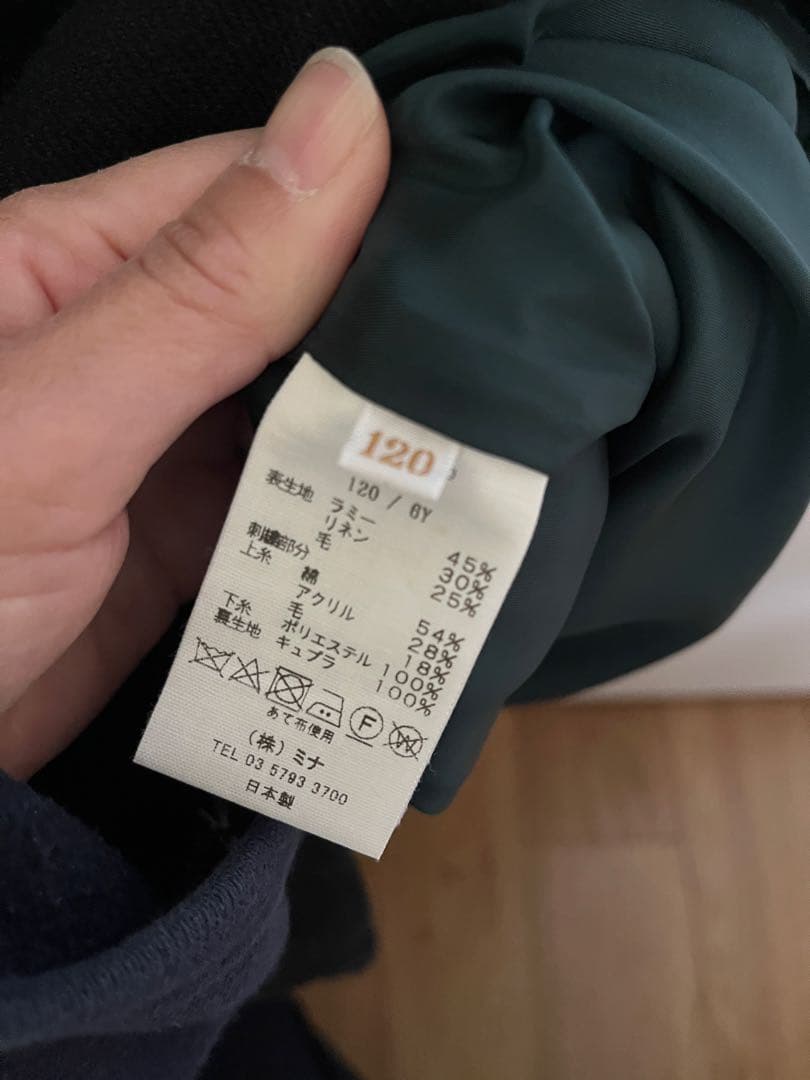 120
120 / 6Y
表生地 ラミー 45%
リネン 30%
毛 25%
刺繍部分
上糸 綿 54%
アクリル 28%
毛 18%
下糸 ポリエステル 100%
裏生地 キュプラ 100%
F W
あて布使用
(株) ミナ
TEL 03 5793 3700
日本製